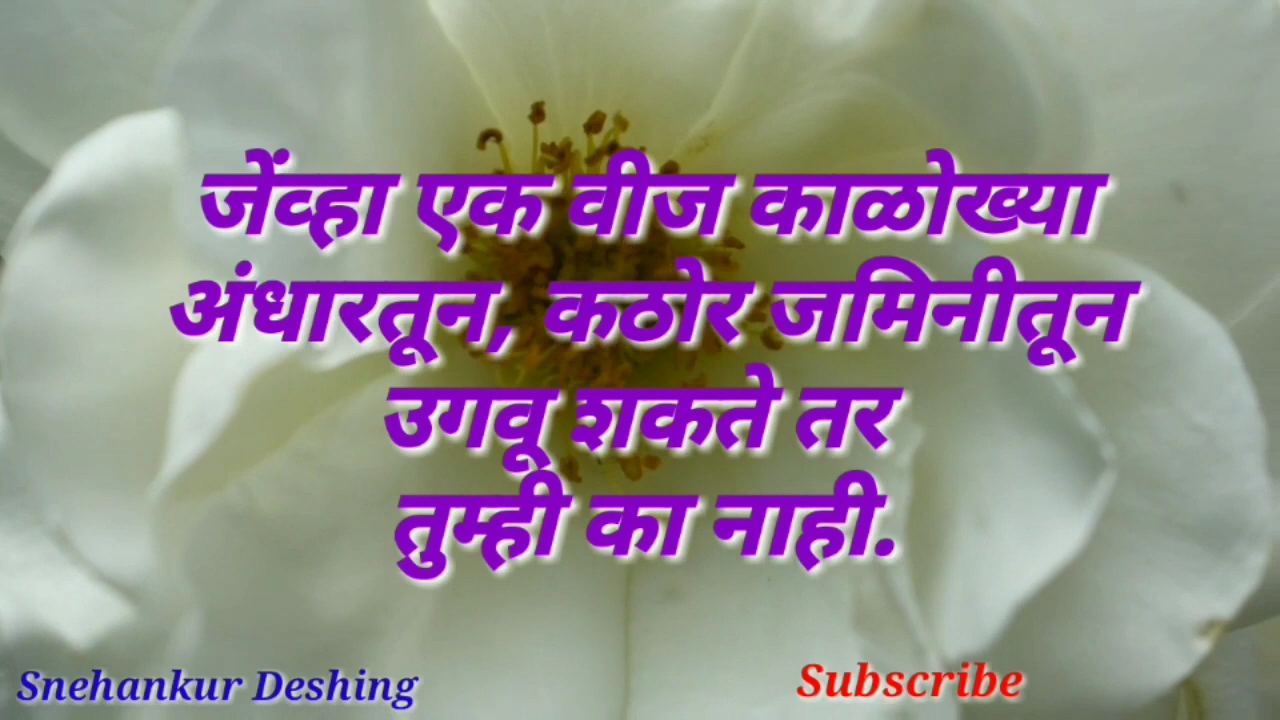 जेंव्हा एक वीज काळोख्या
अंधारतून, कठोर जमिनीतून
उगवू शकते तर
तुम्ही का नाही.
Snehankur Deshing
Subscribe